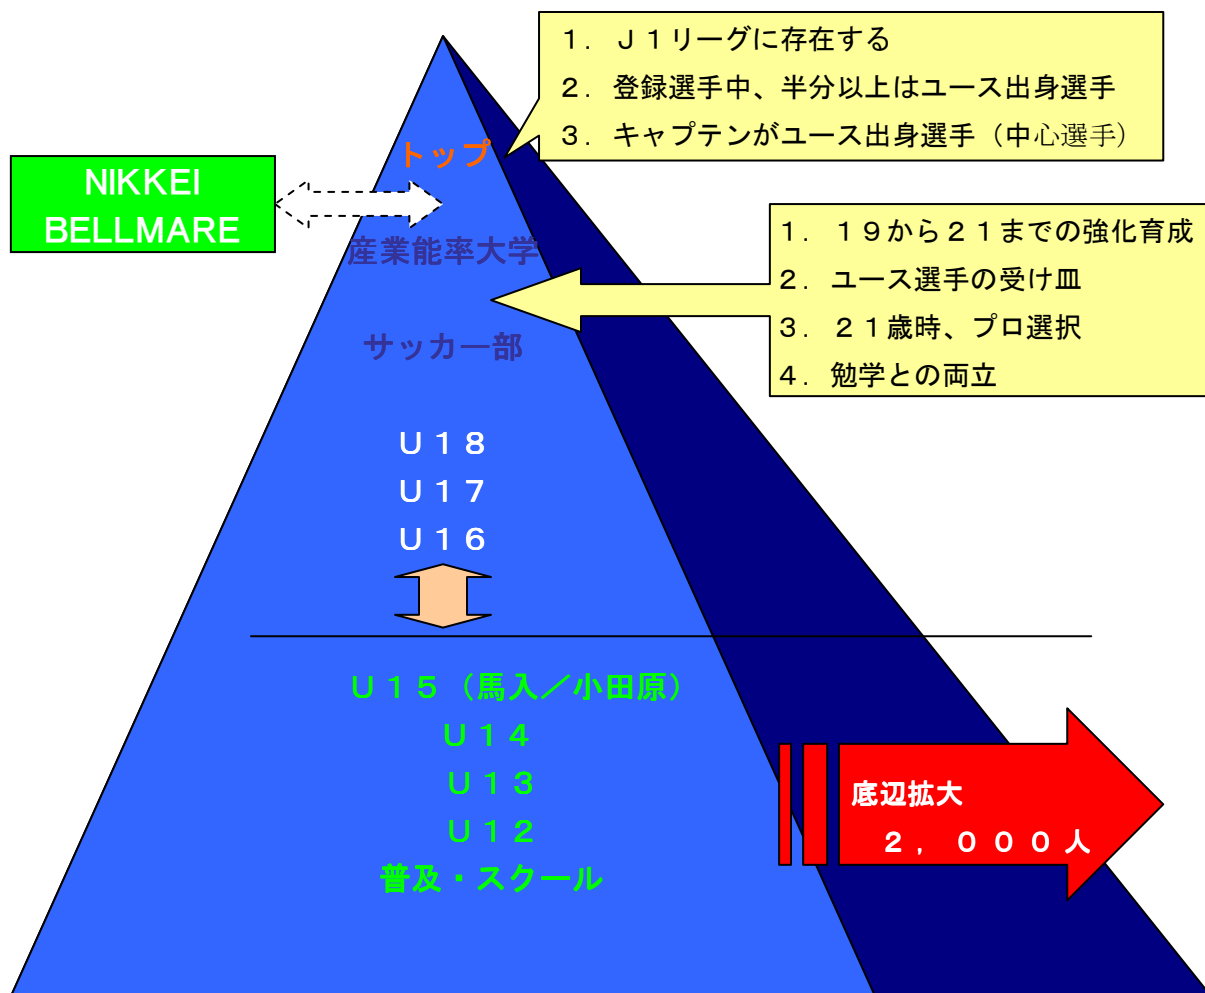 １．Ｊ１リーグに存在する
２．登録選手中、半分以上はユース出身選手
３．キャプテンがユース出身選手（中心選手）
トップ
NIKKEI
BELLMARE
産業能率大学
サッカー部
１．１９から２１までの強化育成
２．ユース選手の受け皿
３．２１歳時、プロ選択
４．勉学との両立
Ｕ１８
Ｕ１７
Ｕ１６
Ｕ１５（馬入／小田原）
Ｕ１４
Ｕ１３
Ｕ１２
普及・スクール
底辺拡大
２，０００人